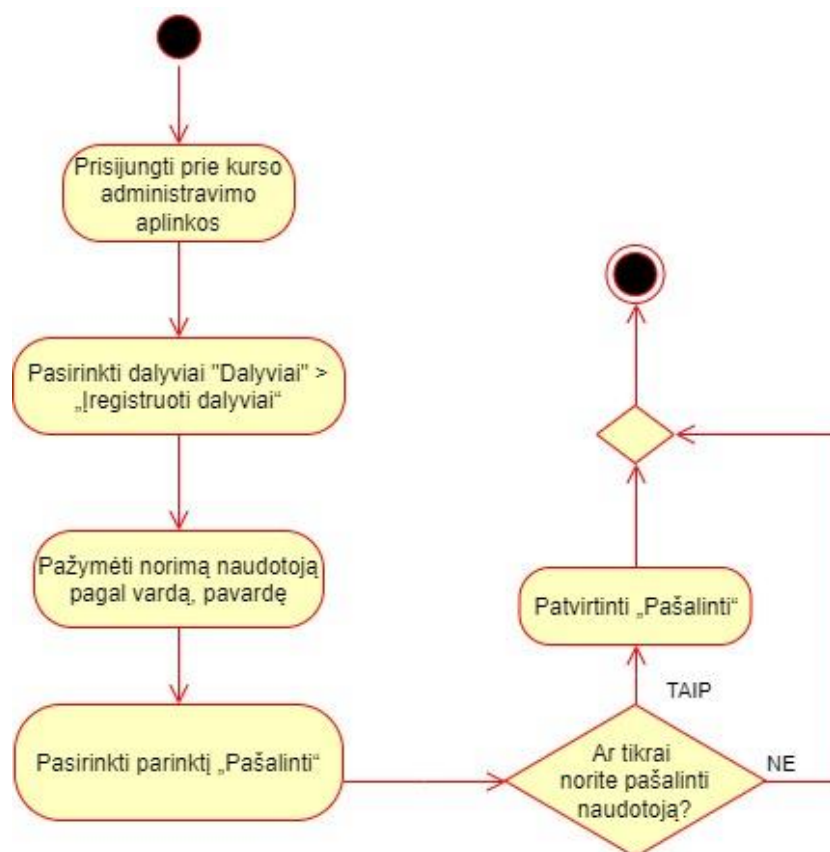 Prisijungti prie kurso
administravimo
aplinkos
Pasirinkti dalyviai "Dalyviai" >
„Įregistruoti dalyviai“
Pažymėti norimą naudotoją
pagal vardą, pavardę
Pasirinkti parinktį „Pašalinti“
Ar tikrai
norite pašalinti
naudotoją?
TAIP
NE
Patvirtinti „Pašalinti“